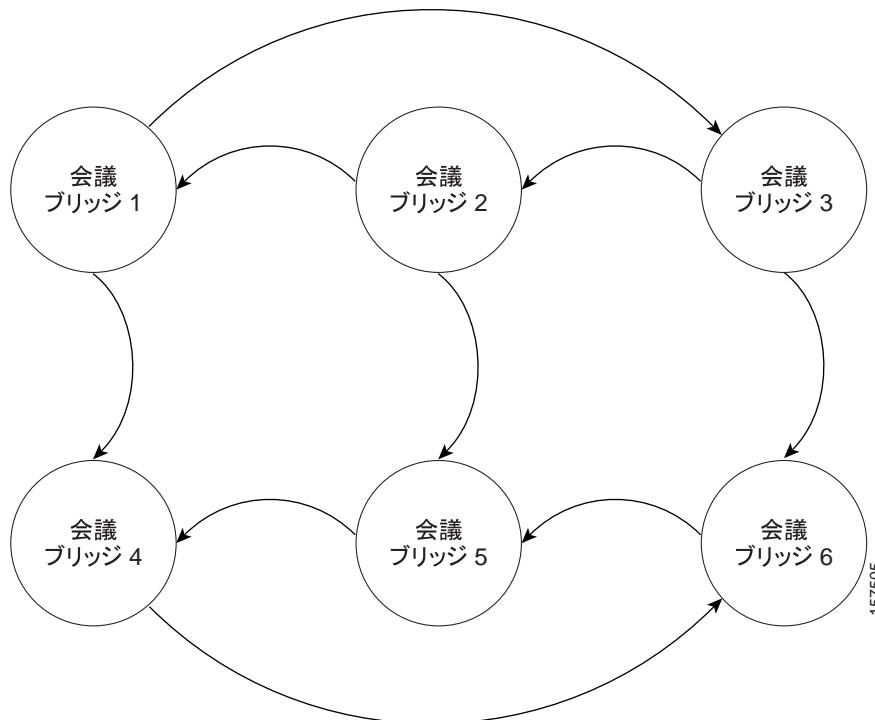 会議
ブリッジ 1
会議
ブリッジ 2
会議
ブリッジ 3
会議
ブリッジ 4
会議
ブリッジ 5
会議
ブリッジ 6
157505